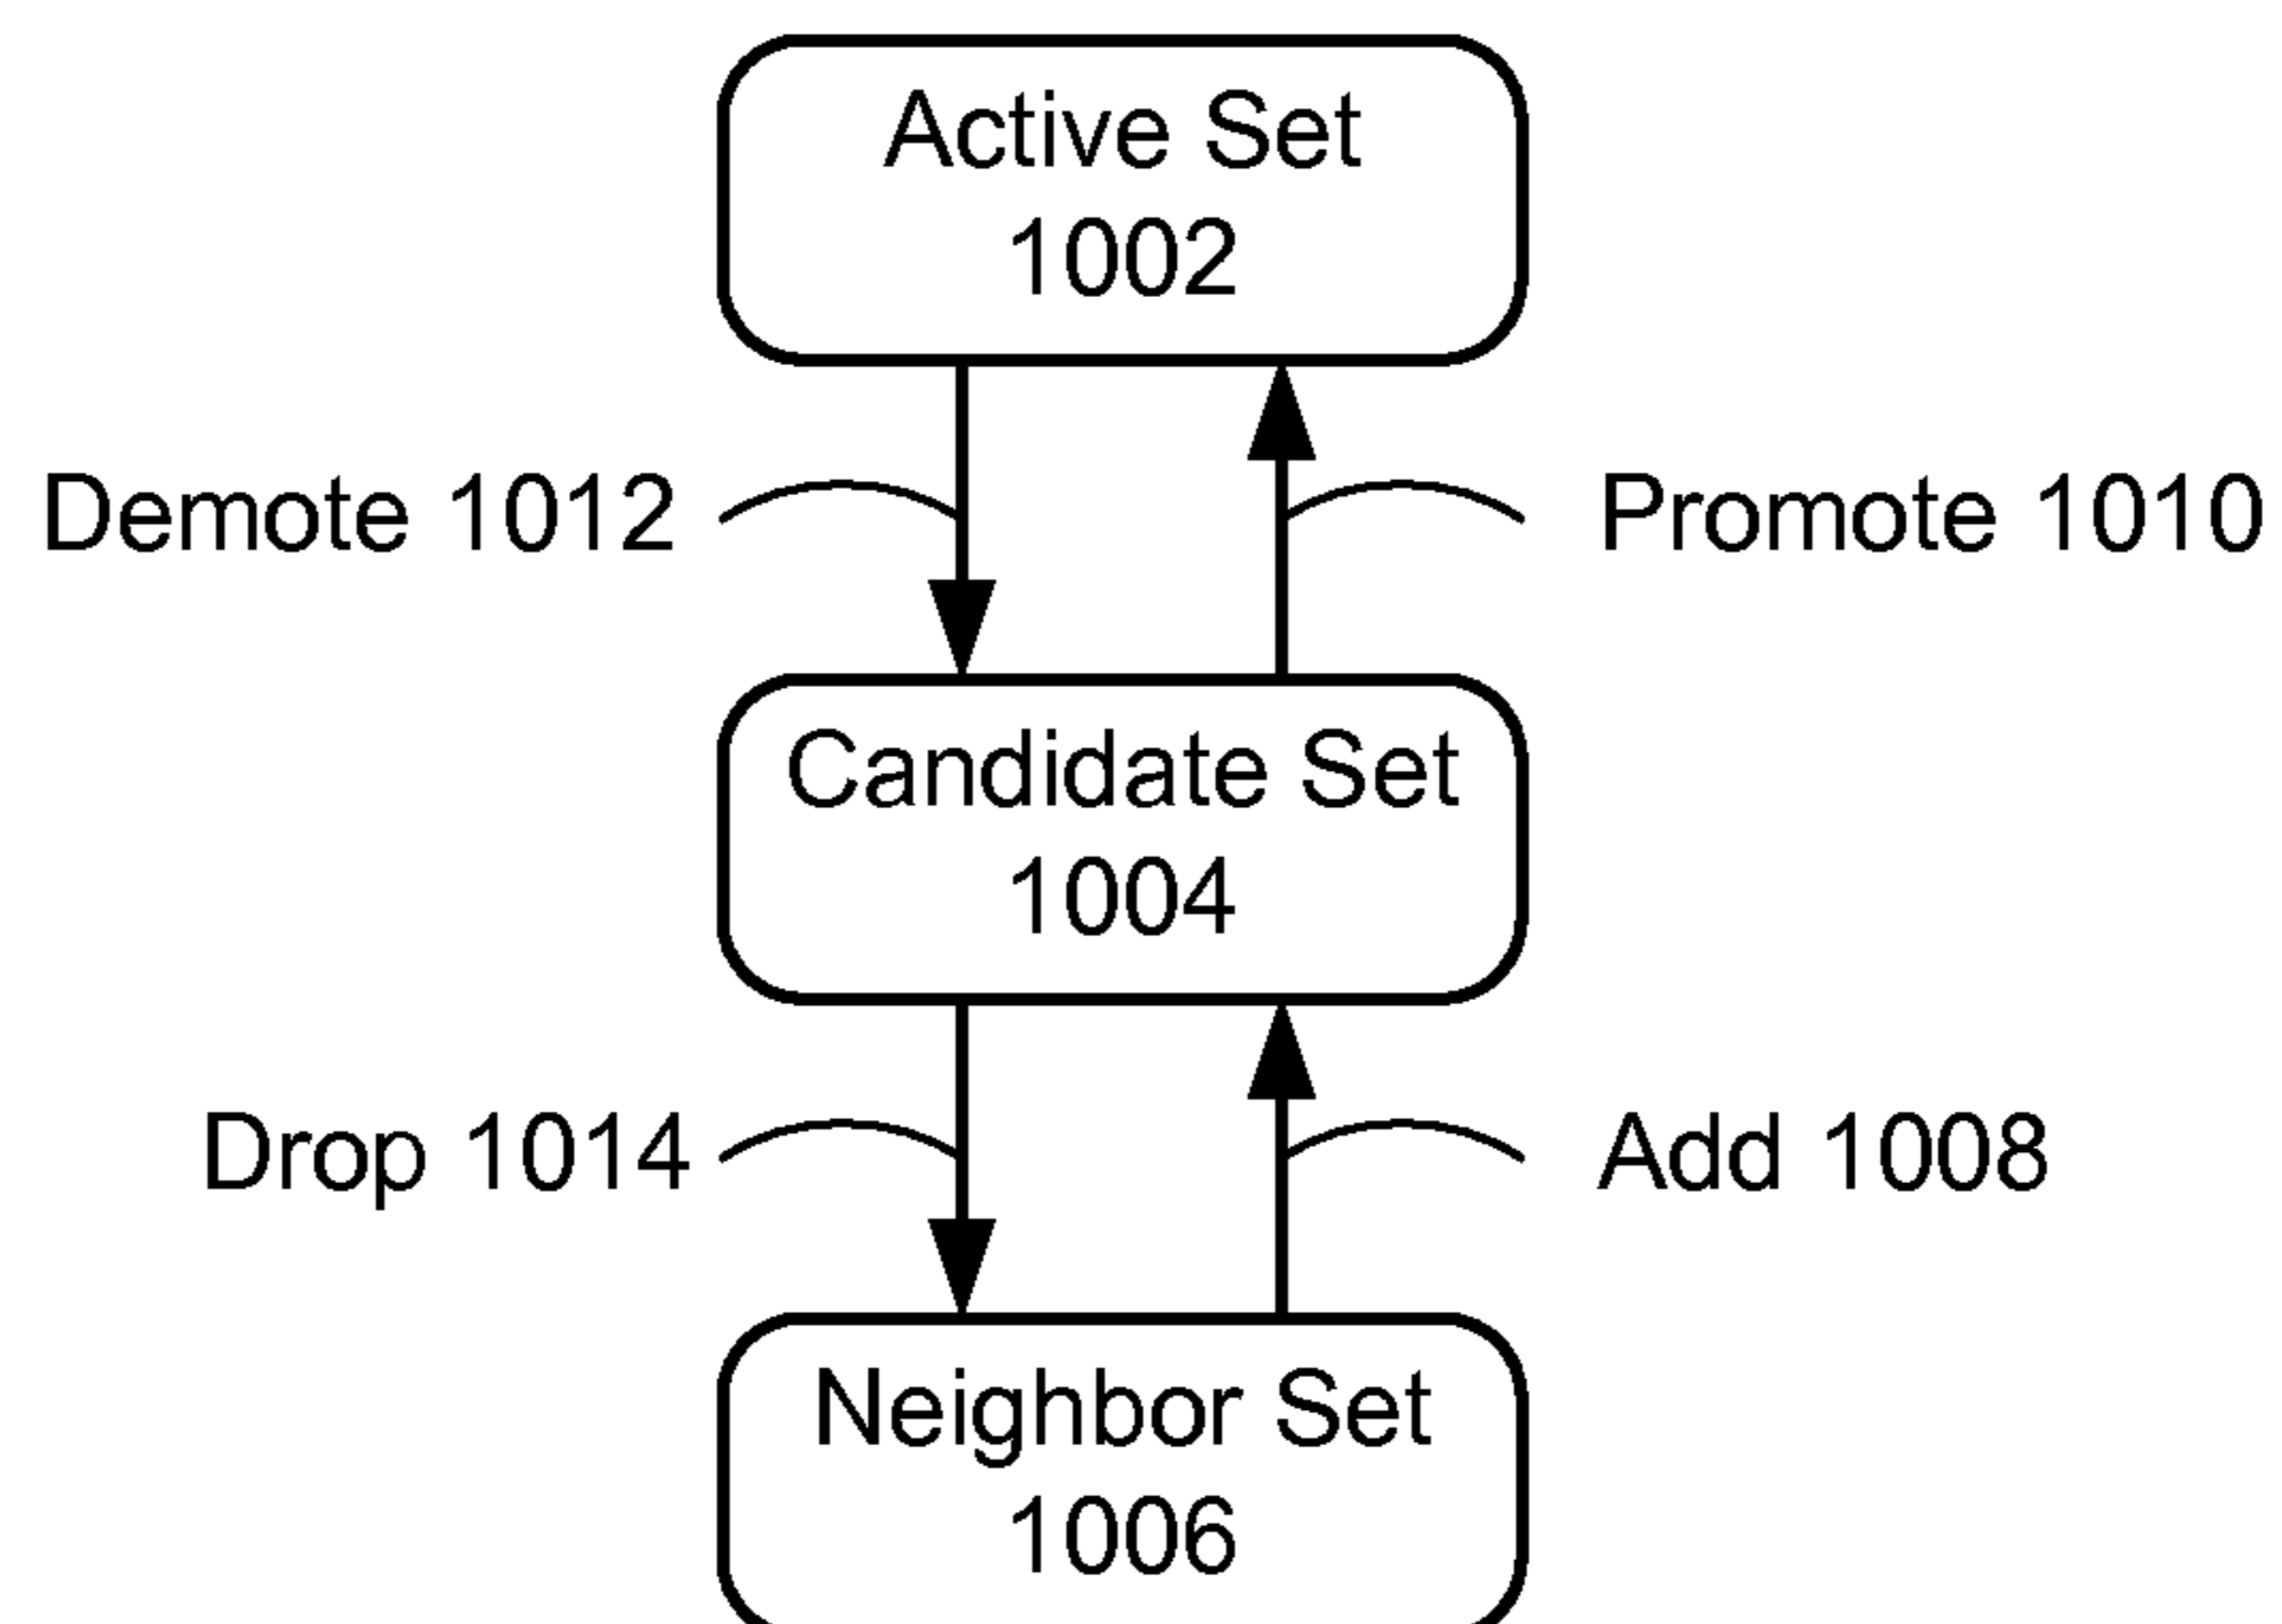 Active Set
1002
Demote 1012
Promote 1010
Candidate Set
1004
Drop 1014
Add 1008
Neighbor Set
1006